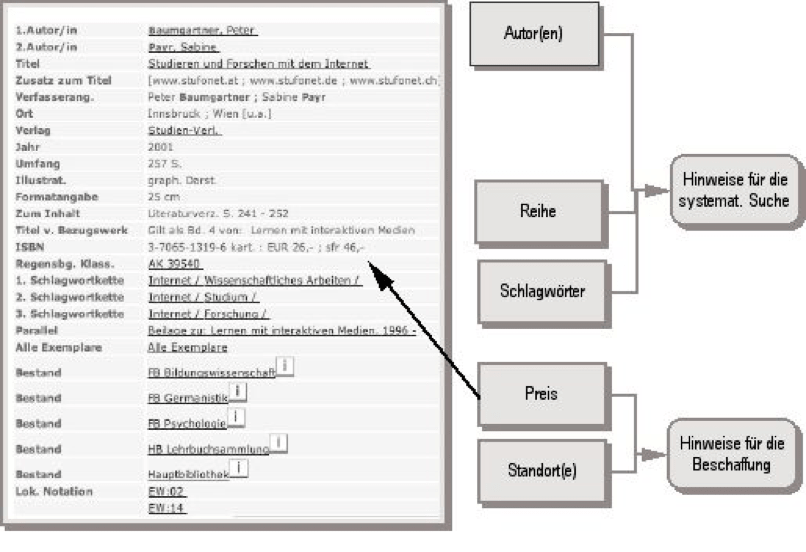 1.Autor/in Baumgartner, Peter
2.Autor/in Payr, Sabine
Titel Studieren und Forschen mit dem Internet
Zusatz zum Titel [www.stufonet.at ; www.stufonet.de ; www.stufonet.ch]
Verfasserang. Peter Baumgartner ; Sabine Payr
Ort Innsbruck ; Wien [u.a.]
Verlag Studien-Verl.
Jahr 2001
Umfang 257 S.
Illustrat. graph. Darst.
Formatangabe 25 cm
Zum Inhalt Literaturverz. S. 241 - 252
Titel v. Bezugswerk Gilt als Bd. 4 von: Lernen mit interaktiven Medien
ISBN 3-7065-1319-6 kart. : EUR 26,- ; sfr 46,-
Regensbg. Klass. AK 39540
1. Schlagwortkette Internet / Wissenschaftliches Arbeiten /
2. Schlagwortkette Internet / Studium /
3. Schlagwortkette Internet / Forschung /
Parallel Beilage zu: Lernen mit interaktiven Medien. 1996 -
Alle Exemplare Alle Exemplare
Bestand FB Bildungswissenschaft i
Bestand FB Germanistik i
Bestand FB Psychologie i
Bestand HB Lehrbuchsammlung i
Bestand Hauptbibliothek i
Lok. Notation EW:02
EW:14
Autor(en)
Reihe
Schlagwörter
Hinweise für die
systemat. Suche
Preis
Standort(e)
Hinweise für die
Beschaffung